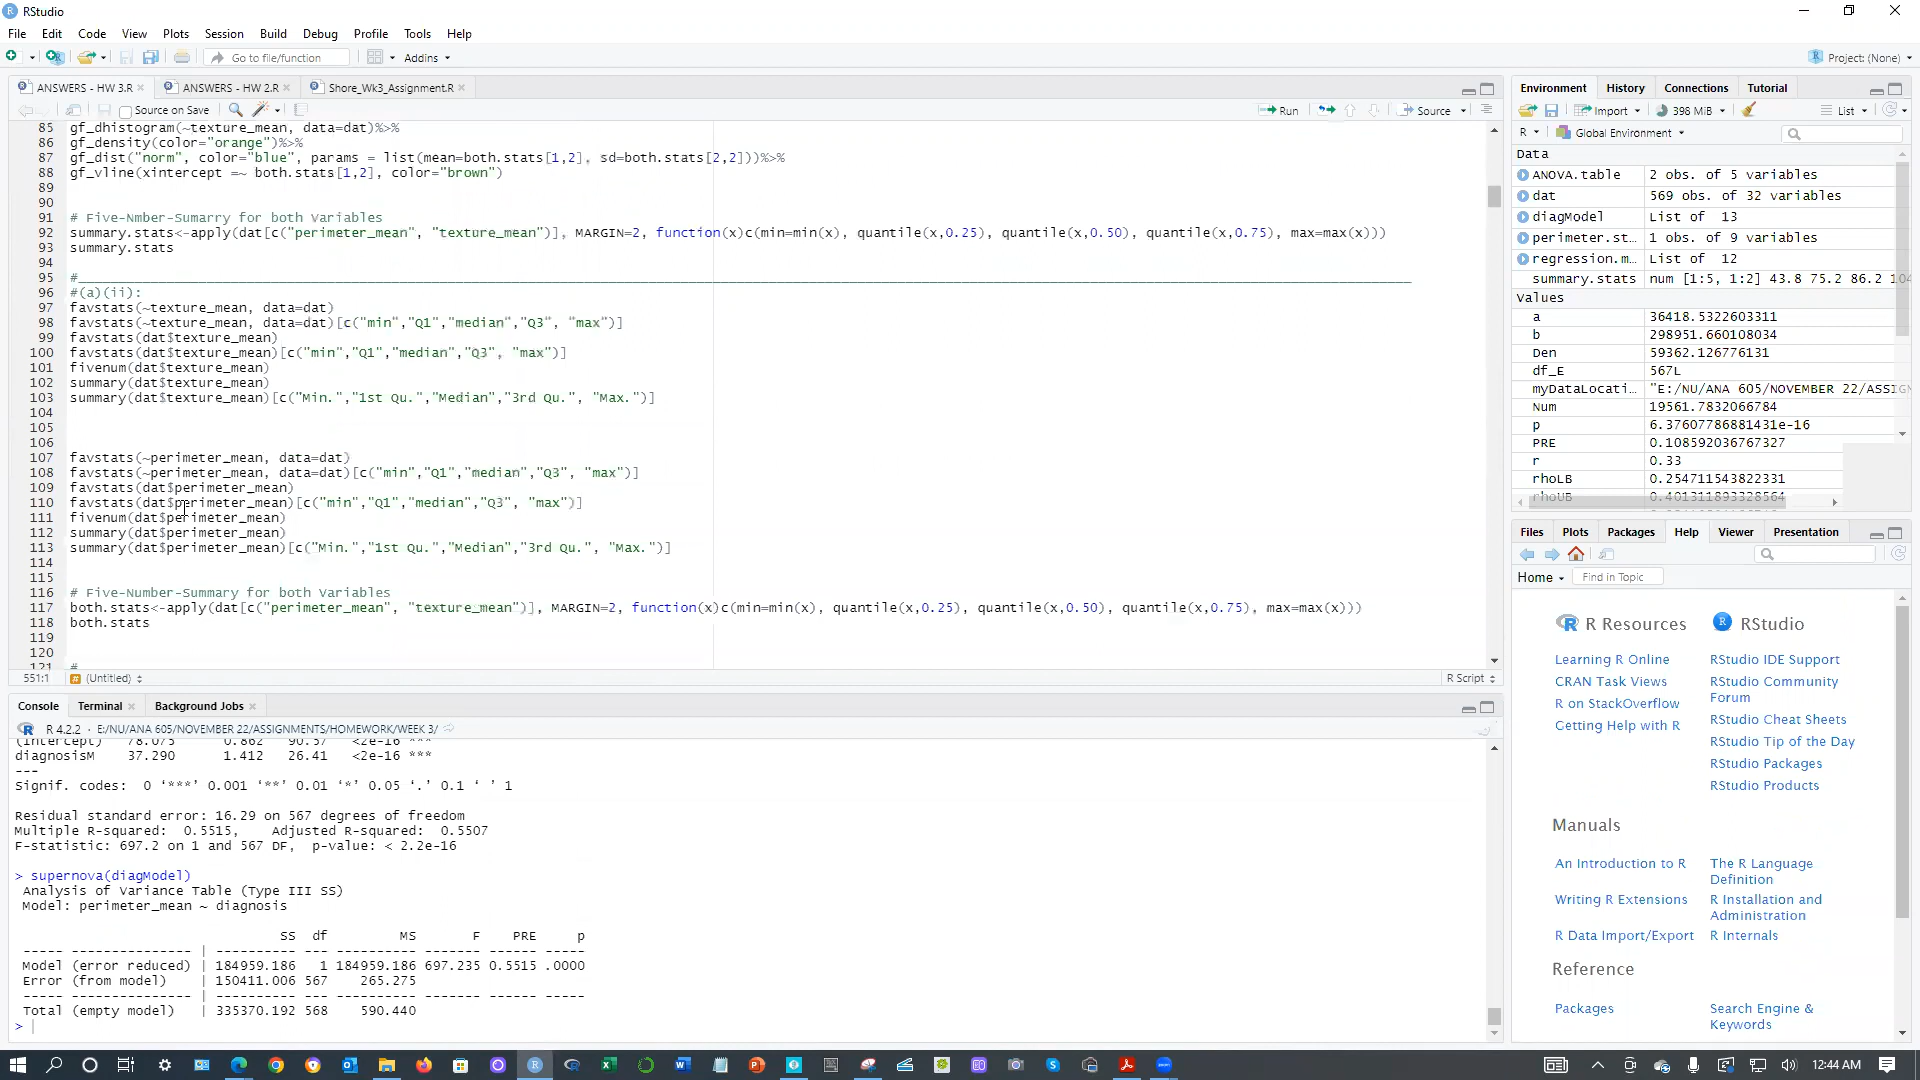 RStudio
File Edit Code View Plots Session Build Debug Profile Tools Help
Go to file/function Addins Project: (None)
ANSWERS - HW 3.R ANSWERS - HW 2.R Shore_Wk3_Assignment.R
Source on Save Run Source
85 gf_dhistogram(~texture_mean, data=dat)%>%
86 gf_density(color="orange")%>%
87 gf_dist("norm", color="blue", params = list(mean=both.stats[1,2], sd=both.stats[2,2]))%>%
88 gf_vline(xintercept =~ both.stats[1,2], color="brown")
89
90
91 # Five-Nmber-Sumarry for both Variables
92 summary.stats<-apply(dat[c("perimeter_mean", "texture_mean")], MARGIN=2, function(x)c(min=min(x), quantile(x,0.25), quantile(x,0.50), quantile(x,0.75), max=max(x)))
93 summary.stats
94
95 #
96 #(a)(ii):
97 favstats(~texture_mean, data=dat)
98 favstats(~texture_mean, data=dat)[c("min","Q1","median","Q3", "max")]
99 favstats(dat$texture_mean)
100 favstats(dat$texture_mean)[c("min","Q1","median","Q3", "max")]
101 fivenum(dat$texture_mean)
102 summary(dat$texture_mean)
103 summary(dat$texture_mean)[c("Min.","1st Qu.","Median","3rd Qu.", "Max.")]
104
105
106
107 favstats(~perimeter_mean, data=dat)
108 favstats(~perimeter_mean, data=dat)[c("min","Q1","median","Q3", "max")]
109 favstats(dat$perimeter_mean)
110 favstats(dat$perimeter_mean)[c("min","Q1","median","Q3", "max")]
111 fivenum(dat$perimeter_mean)
112 summary(dat$perimeter_mean)
113 summary(dat$perimeter_mean)[c("Min.","1st Qu.","Median","3rd Qu.", "Max.")]
114
115
116 # Five-Number-Summary for both Variables
117 both.stats<-apply(dat[c("perimeter_mean", "texture_mean")], MARGIN=2, function(x)c(min=min(x), quantile(x,0.25), quantile(x,0.50), quantile(x,0.75), max=max(x)))
118 both.stats
119
120
121 #
551:1 (Untitled) R Script
Console Terminal Background Jobs
R 4.2.2 · E:/NU/ANA 605/NOVEMBER 22/ASSIGNMENTS/HOMEWORK/WEEK 3/
(Intercept) 78.075 0.862 90.57 <2e-16 ***
diagnosisM 37.290 1.412 26.41 <2e-16 ***
---
Signif. codes: 0 ‘***’ 0.001 ‘**’ 0.01 ‘*’ 0.05 ‘.’ 0.1 ‘ ’ 1
Residual standard error: 16.29 on 567 degrees of freedom
Multiple R-squared: 0.5515, Adjusted R-squared: 0.5507
F-statistic: 697.2 on 1 and 567 DF, p-value: < 2.2e-16
> supernova(diagModel)
Analysis of Variance Table (Type III SS)
Model: perimeter_mean ~ diagnosis
SS df MS F PRE p
----- --------------- | ---------- --- ---------- ------- ------ -----
Model (error reduced) | 184959.186 1 184959.186 697.235 0.5515 .0000
Error (from model) | 150411.006 567 265.275
----- --------------- | ---------- --- ---------- ------- ------ -----
Total (empty model) | 335370.192 568 590.440
>
Environment History Connections Tutorial
Import 396 MiB List
R Global Environment
Data
ANOVA.table 2 obs. of 5 variables
dat 569 obs. of 32 variables
diagModel List of 13
perimeter.st… 1 obs. of 9 variables
regression.m… List of 12
summary.stats num [1:5, 1:2] 43.8 75.2 86.2 104
Values
a 36418.5322603311
b 298951.660108034
Den 59362.126776131
df_E 567L
myDataLocati… "E:/NU/ANA 605/NOVEMBER 22/ASSIG
Num 19561.7832066784
p 6.37607786881431e-16
PRE 0.108592036767327
r 0.33
rhoLB 0.254711543822331
rhoUB 0.401311893328564
Files Plots Packages Help Viewer Presentation
Home Find in Topic
R Resources
Learning R Online
CRAN Task Views
R on StackOverflow
Getting Help with R
RStudio
RStudio IDE Support
RStudio Community Forum
RStudio Cheat Sheets
RStudio Tip of the Day
RStudio Packages
RStudio Products
Manuals
An Introduction to R
The R Language Definition
Writing R Extensions
R Installation and Administration
R Data Import/Export
R Internals
Reference
Packages
Search Engine & Keywords
12:44 AM